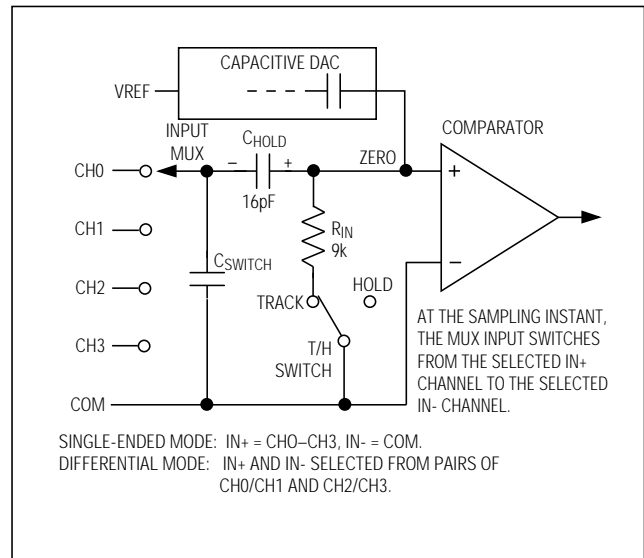 CAPACITIVE DAC
VREF
INPUT
MUX
CHOLD
– +
16pF
ZERO
COMPARATOR
+
–
CH0
CH1
CH2
CH3
COM
CSWITCH
RIN
9k
TRACK
HOLD
T/H
SWITCH
AT THE SAMPLING INSTANT,
THE MUX INPUT SWITCHES
FROM THE SELECTED IN+
CHANNEL TO THE SELECTED
IN- CHANNEL.
SINGLE-ENDED MODE: IN+ = CHO–CH3, IN- = COM.
DIFFERENTIAL MODE: IN+ AND IN- SELECTED FROM PAIRS OF
CH0/CH1 AND CH2/CH3.